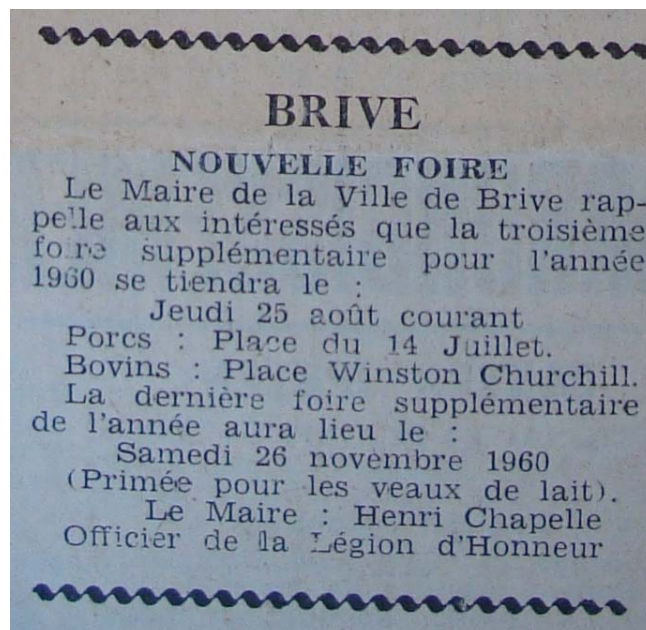 BRIVE
NOUVELLE FOIRE
Le Maire de la Ville de Brive rap-
pelle aux intéressés que la troisième
foire supplémentaire pour l'année
1960 se tiendra le :
Jeudi 25 août courant
Porcs : Place du 14 Juillet.
Bovins : Place Winston Churchill.
La dernière foire supplémentaire
de l'année aura lieu le :
Samedi 26 novembre 1960
(Primée pour les veaux de lait).
Le Maire : Henri Chapelle
Officier de la Légion d'Honneur